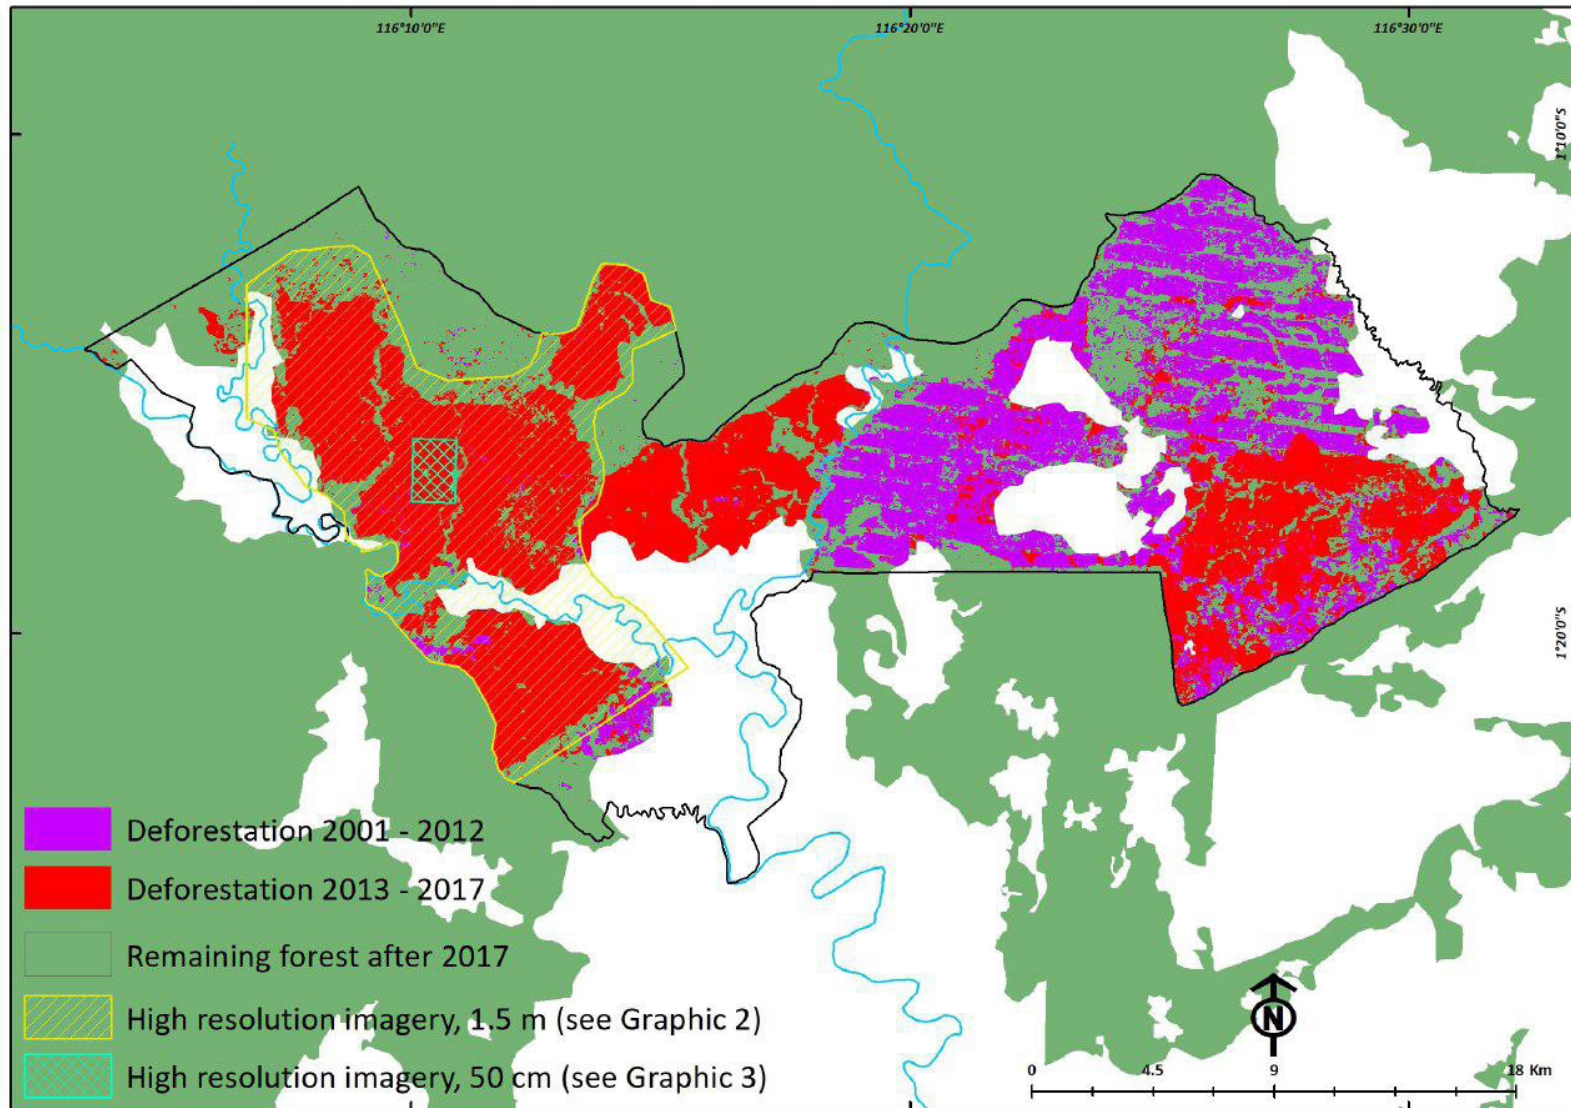 116°10'0"E
116°20'0"E
116°30'0"E
1°10'0"S
1°20'0"S
Deforestation 2001 - 2012
Deforestation 2013 - 2017
Remaining forest after 2017
High resolution imagery, 1.5 m (see Graphic 2)
High resolution imagery, 50 cm (see Graphic 3)
N
0 4.5 9 18 Km